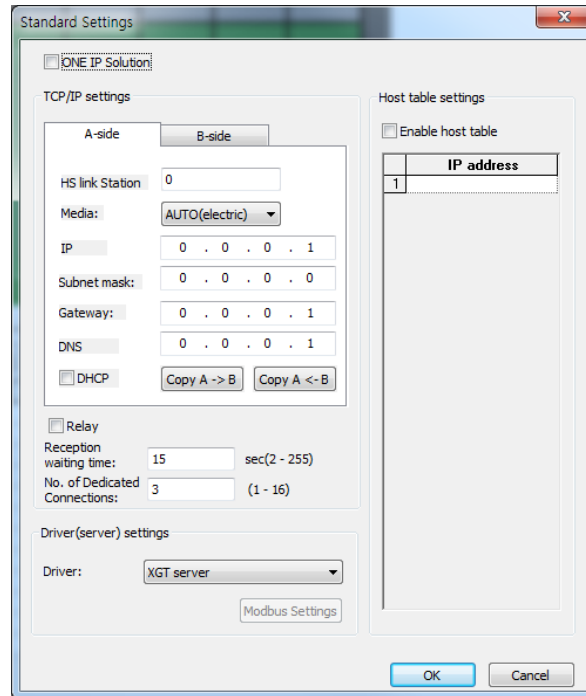 Standard Settings
ONE IP Solution
TCP/IP settings
A-side
B-side
HS link Station
0
Media:
AUTO(electric)
IP
0 . 0 . 0 . 1
Subnet mask:
0 . 0 . 0 . 0
Gateway:
0 . 0 . 0 . 1
DNS
0 . 0 . 0 . 1
DHCP
Copy A -> B
Copy A <- B
Relay
Reception
waiting time:
15
sec(2 - 255)
No. of Dedicated
Connections:
3
(1 - 16)
Driver(server) settings
Driver:
XGT server
Modbus Settings
Host table settings
Enable host table
IP address
1
OK
Cancel